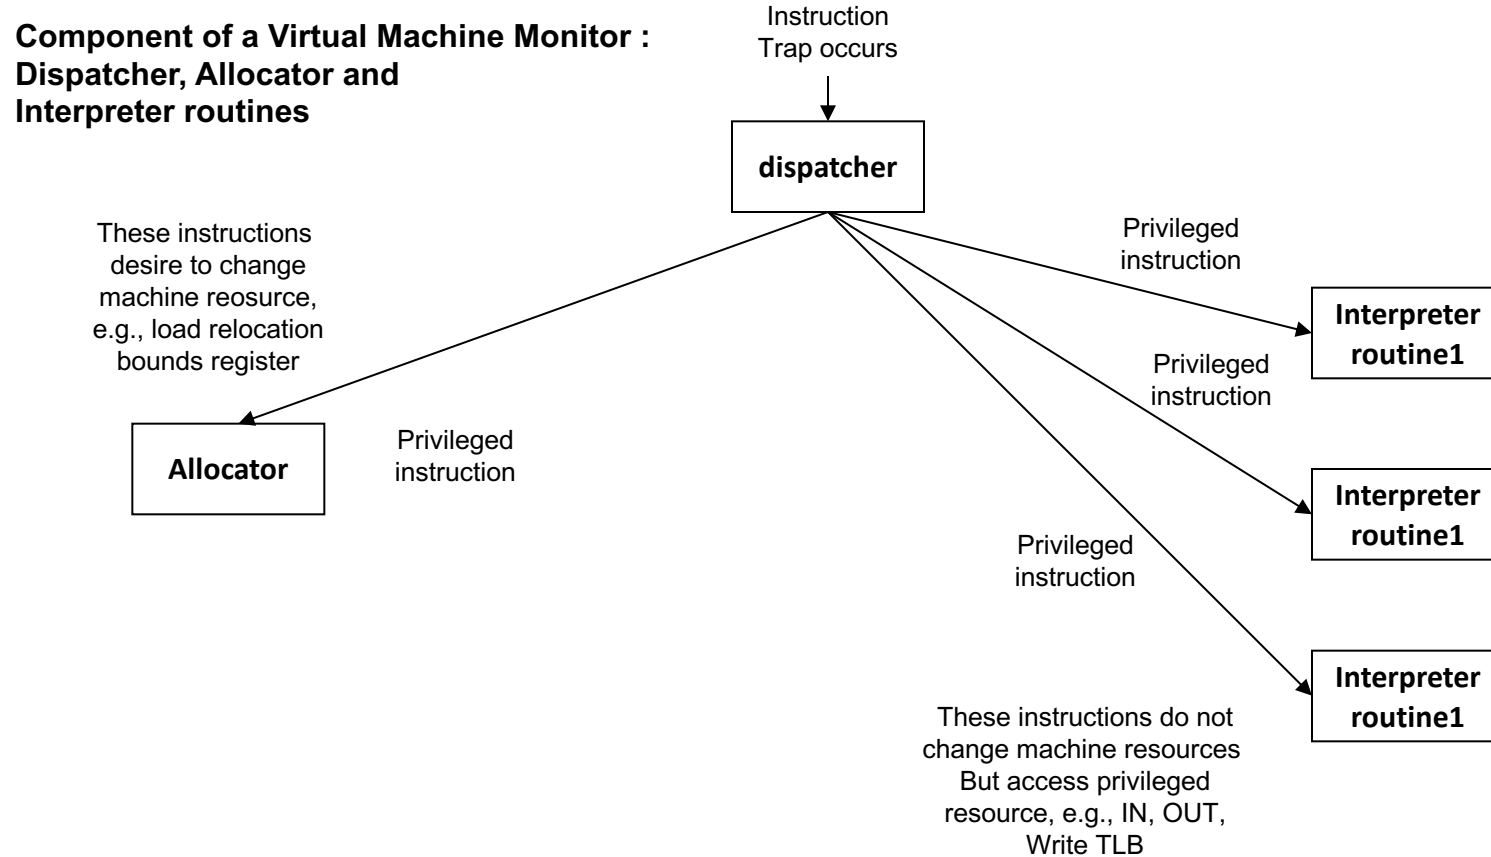 Component of a Virtual Machine Monitor :
Dispatcher, Allocator and
Interpreter routines
Instruction
Trap occurs
dispatcher
These instructions
desire to change
machine reosurce,
e.g., load relocation
bounds register
Privileged
instruction
Interpreter
routine1
Privileged
instruction
Allocator
Privileged
instruction
Interpreter
routine1
Privileged
instruction
Interpreter
routine1
These instructions do not
change machine resources
But access privileged
resource, e.g., IN, OUT,
Write TLB